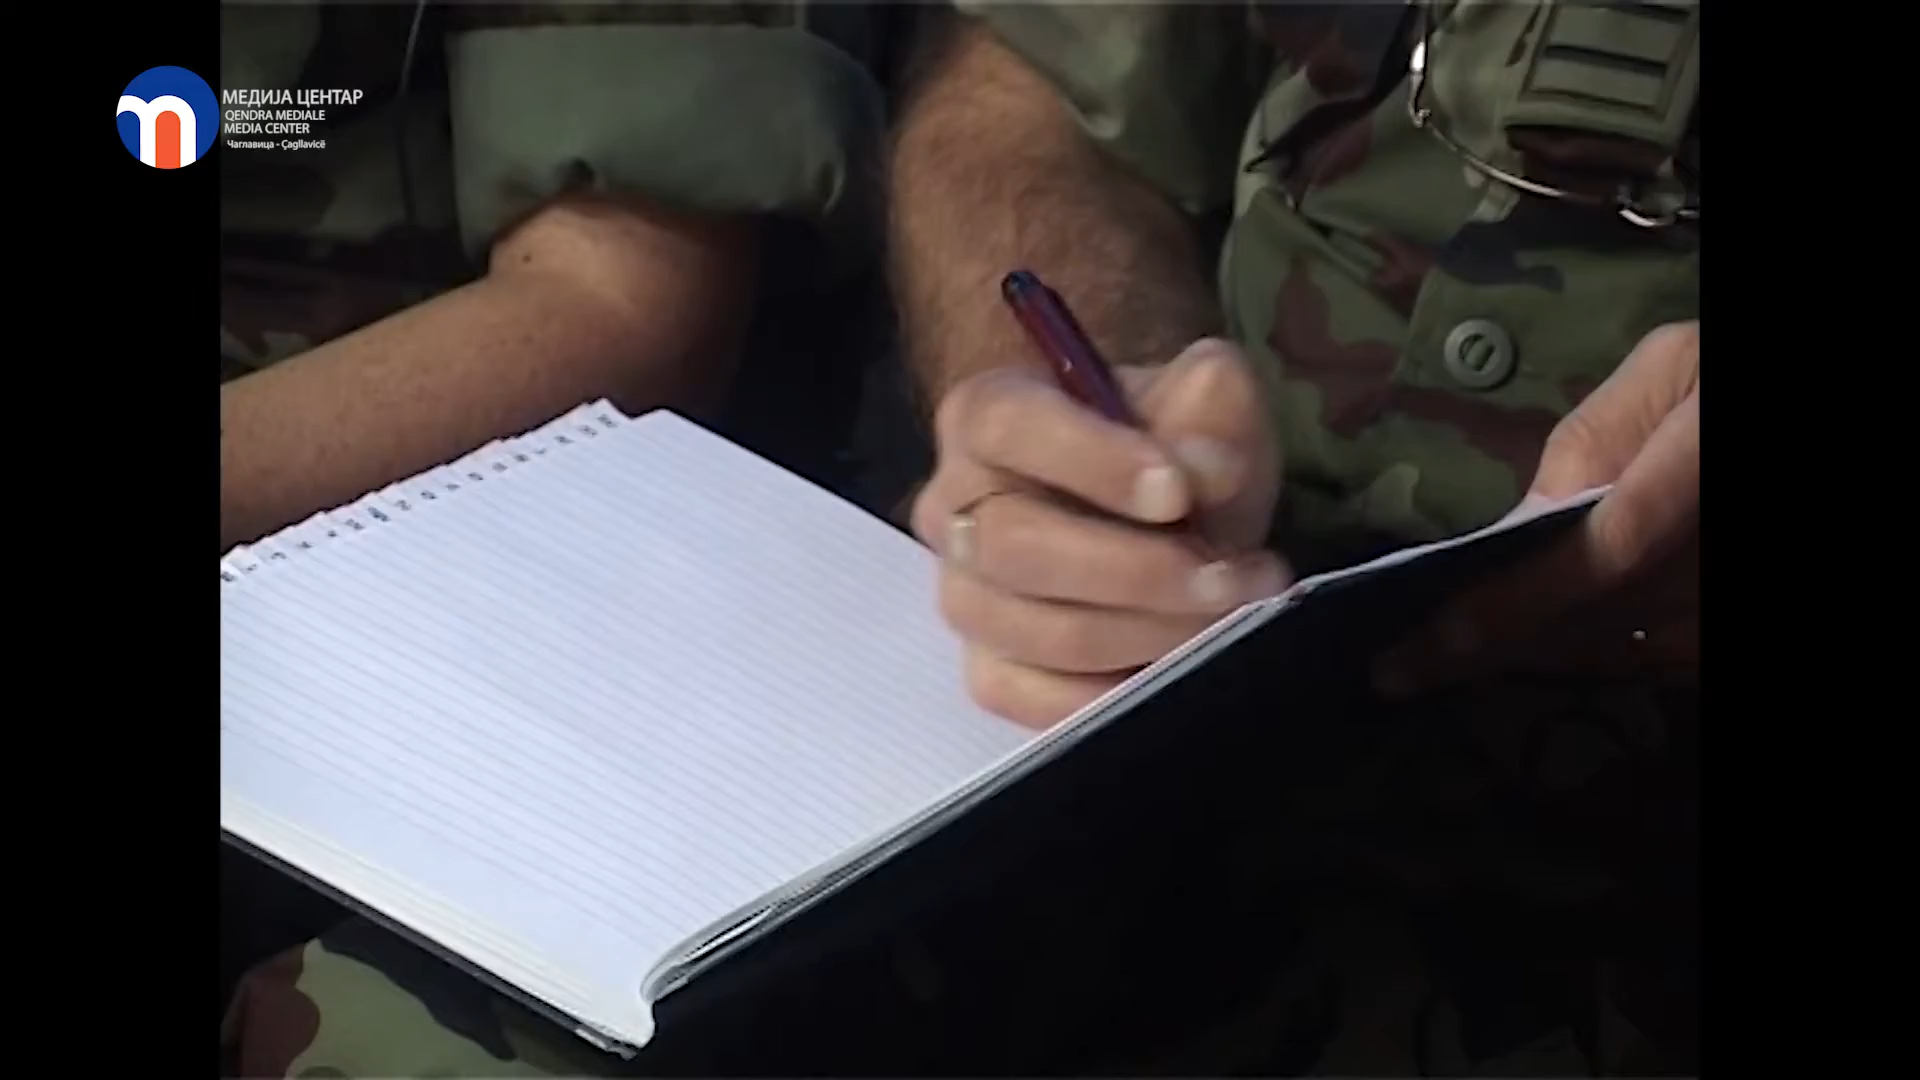 МЕДИЈА ЦЕНТАР
QENDRA MEDIALE
MEDIA CENTER
Чаглавица - Çagllavicë